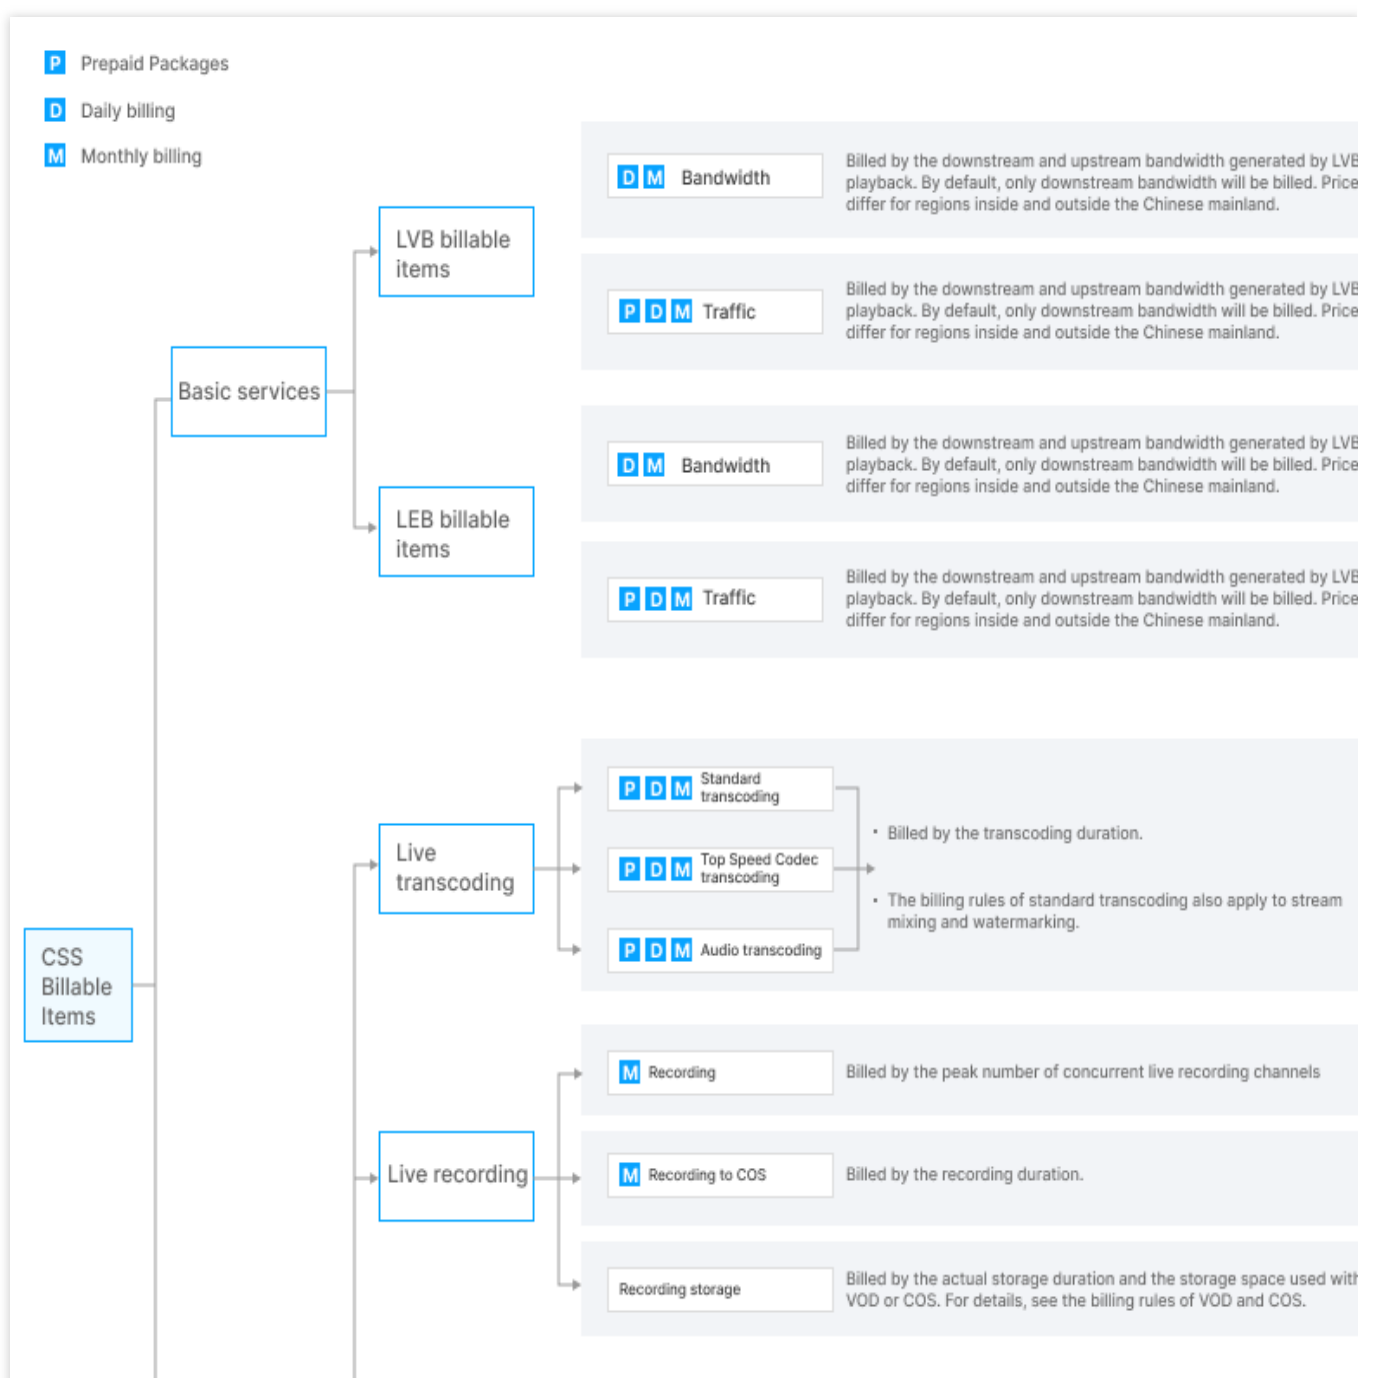 P Prepaid Packages
D Daily billing
M Monthly billing
CSS
Billable
Items
Basic services
LVB billable
items
D M Bandwidth
Billed by the downstream and upstream bandwidth generated by LVB
playback. By default, only downstream bandwidth will be billed. Price
differ for regions inside and outside the Chinese mainland.
P D M Traffic
Billed by the downstream and upstream bandwidth generated by LVB
playback. By default, only downstream bandwidth will be billed. Price
differ for regions inside and outside the Chinese mainland.
LEB billable
items
D M Bandwidth
Billed by the downstream and upstream bandwidth generated by LVB
playback. By default, only downstream bandwidth will be billed. Price
differ for regions inside and outside the Chinese mainland.
P D M Traffic
Billed by the downstream and upstream bandwidth generated by LVB
playback. By default, only downstream bandwidth will be billed. Price
differ for regions inside and outside the Chinese mainland.
Live
transcoding
P D M Standard
transcoding
P D M Top Speed Codec
transcoding
P D M Audio transcoding
• Billed by the transcoding duration.
• The billing rules of standard transcoding also apply to stream
mixing and watermarking.
Live recording
M Recording
Billed by the peak number of concurrent live recording channels
M Recording to COS
Billed by the recording duration.
Recording storage
Billed by the actual storage duration and the storage space used with
VOD or COS. For details, see the billing rules of VOD and COS.